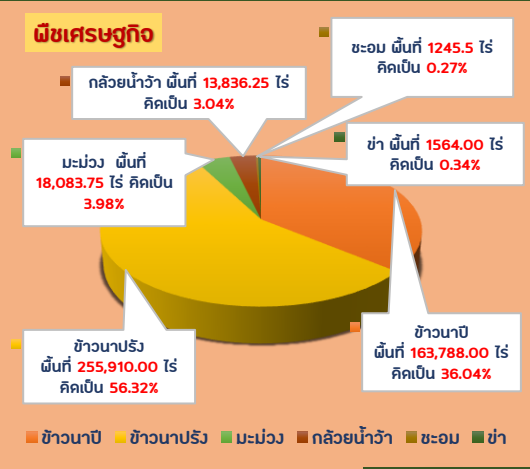 พืชเศรษฐกิจ
ชะอม พื้นที่ 1245.5 ไร่
คิดเป็น 0.27%
กล้วยน้ำว้า พื้นที่ 13,836.25 ไร่
คิดเป็น 3.04%
ข่า พื้นที่ 1564.00 ไร่
คิดเป็น 0.34%
มะม่วง พื้นที่
18,083.75 ไร่ คิดเป็น
3.98%
ข้าวนาปรัง
พื้นที่ 255,910.00 ไร่
คิดเป็น 56.32%
ข้าวนาปี
พื้นที่ 163,788.00 ไร่
คิดเป็น 36.04%
ข้าวนาปี ข้าวนาปรัง มะม่วง กล้วยน้ำว้า ชะอม ข่า